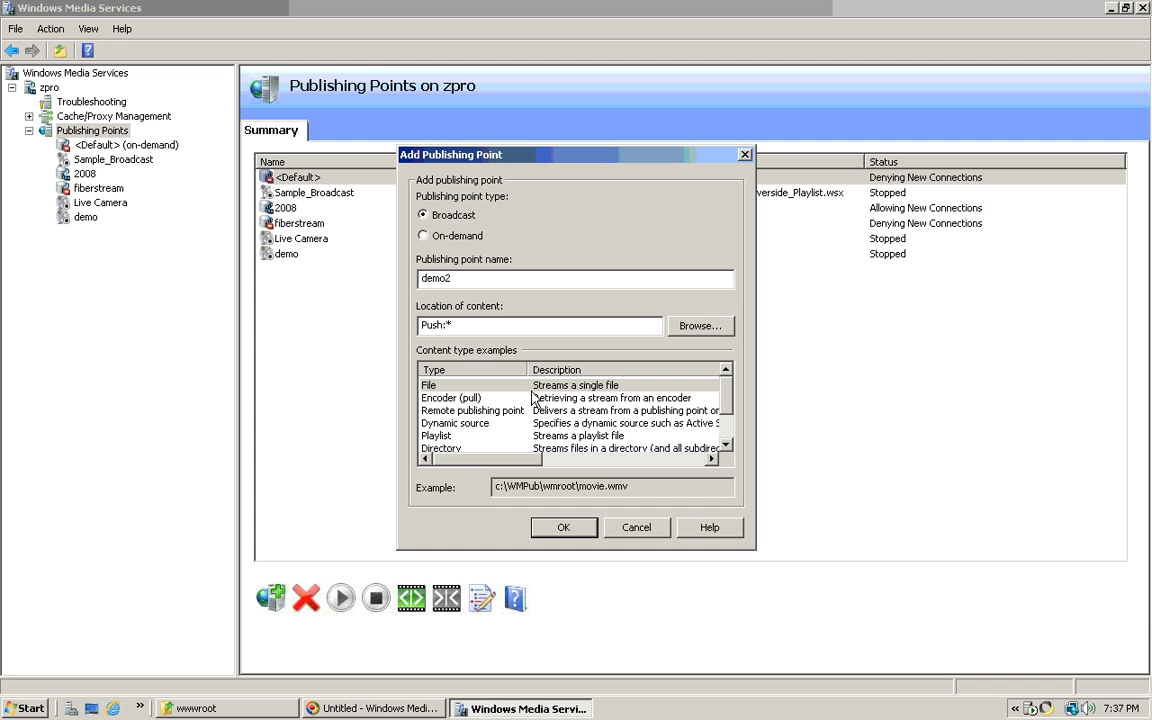 Windows Media Services
File Action View Help
Windows Media Services
zpro
Troubleshooting
Cache/Proxy Management
Publishing Points
<Default> (on-demand)
Sample_Broadcast
2008
fiberstream
Live Camera
demo
Publishing Points on zpro
Summary
Name Status
<Default> Denying New Connections
Sample_Broadcast verside_Playlist.wsx Stopped
2008 Allowing New Connections
fiberstream Denying New Connections
Live Camera Stopped
demo Stopped
Add Publishing Point
Add publishing point
Publishing point type:
Broadcast
On-demand
Publishing point name:
demo2
Location of content:
Push:* Browse...
Content type examples
Type Description
File Streams a single file
Encoder (pull) Retrieving a stream from an encoder
Remote publishing point Delivers a stream from a publishing point or
Dynamic source Specifies a dynamic source such as Active S
Playlist Streams a playlist file
Directory Streams files in a directory (and all subdirec
Example: c:\WMPub\wmroot\movie.wmv
OK Cancel Help
Start » wwwroot Untitled - Windows Medi... Windows Media Servi... « 7:37 PM